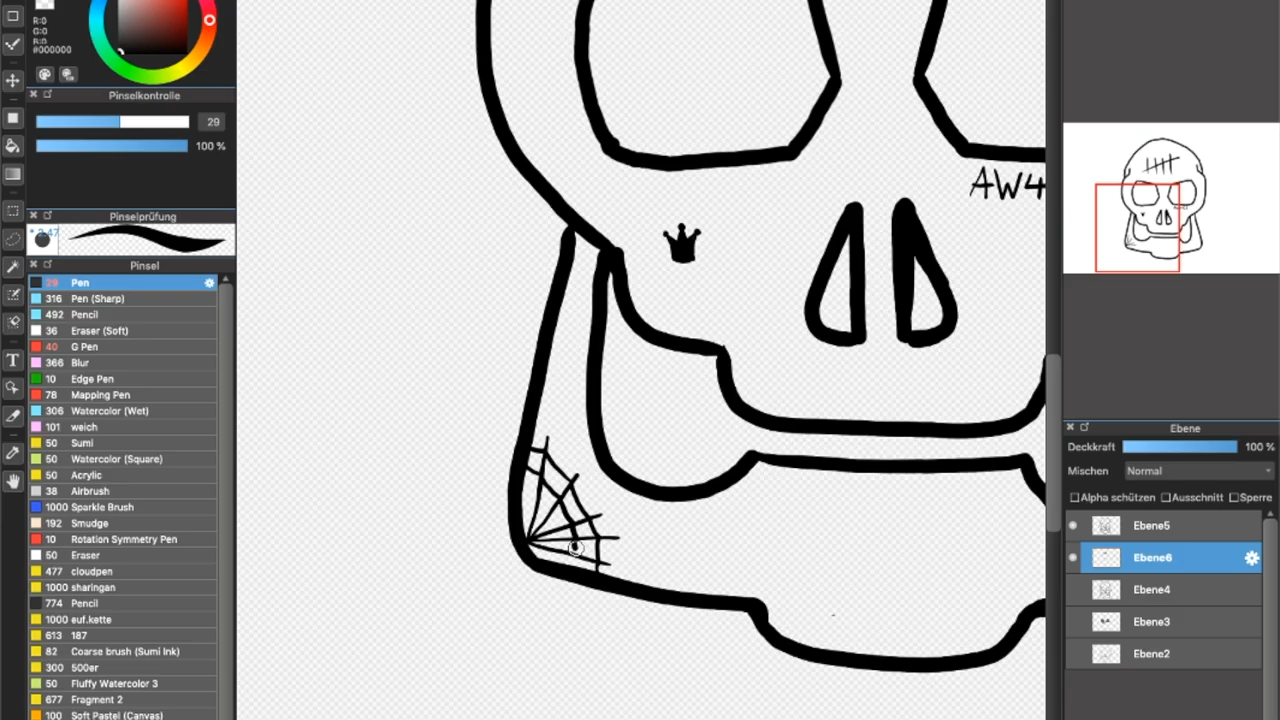 R:0
G:0
B:0
#000000
Pinselkontrolle
29
100 %
Pinselprüfung
Pinsel
29 Pen
316 Pen (Sharp)
492 Pencil
36 Eraser (Soft)
40 G Pen
366 Blur
10 Edge Pen
78 Mapping Pen
306 Watercolor (Wet)
101 weich
50 Sumi
50 Watercolor (Square)
50 Acrylic
38 Airbrush
1000 Sparkle Brush
192 Smudge
10 Rotation Symmetry Pen
50 Eraser
477 cloudpen
1000 sharingan
774 Pencil
1000 euf.kette
613 187
82 Coarse brush (Sumi Ink)
300 500er
50 Fluffy Watercolor 3
677 Fragment 2
100 Soft Pastel (Canvas)
T
AW4
Ebene
Deckkraft 100 %
Mischen Normal
Alpha schützen Ausschnitt Sperre
Ebene5
Ebene6
Ebene4
Ebene3
Ebene2